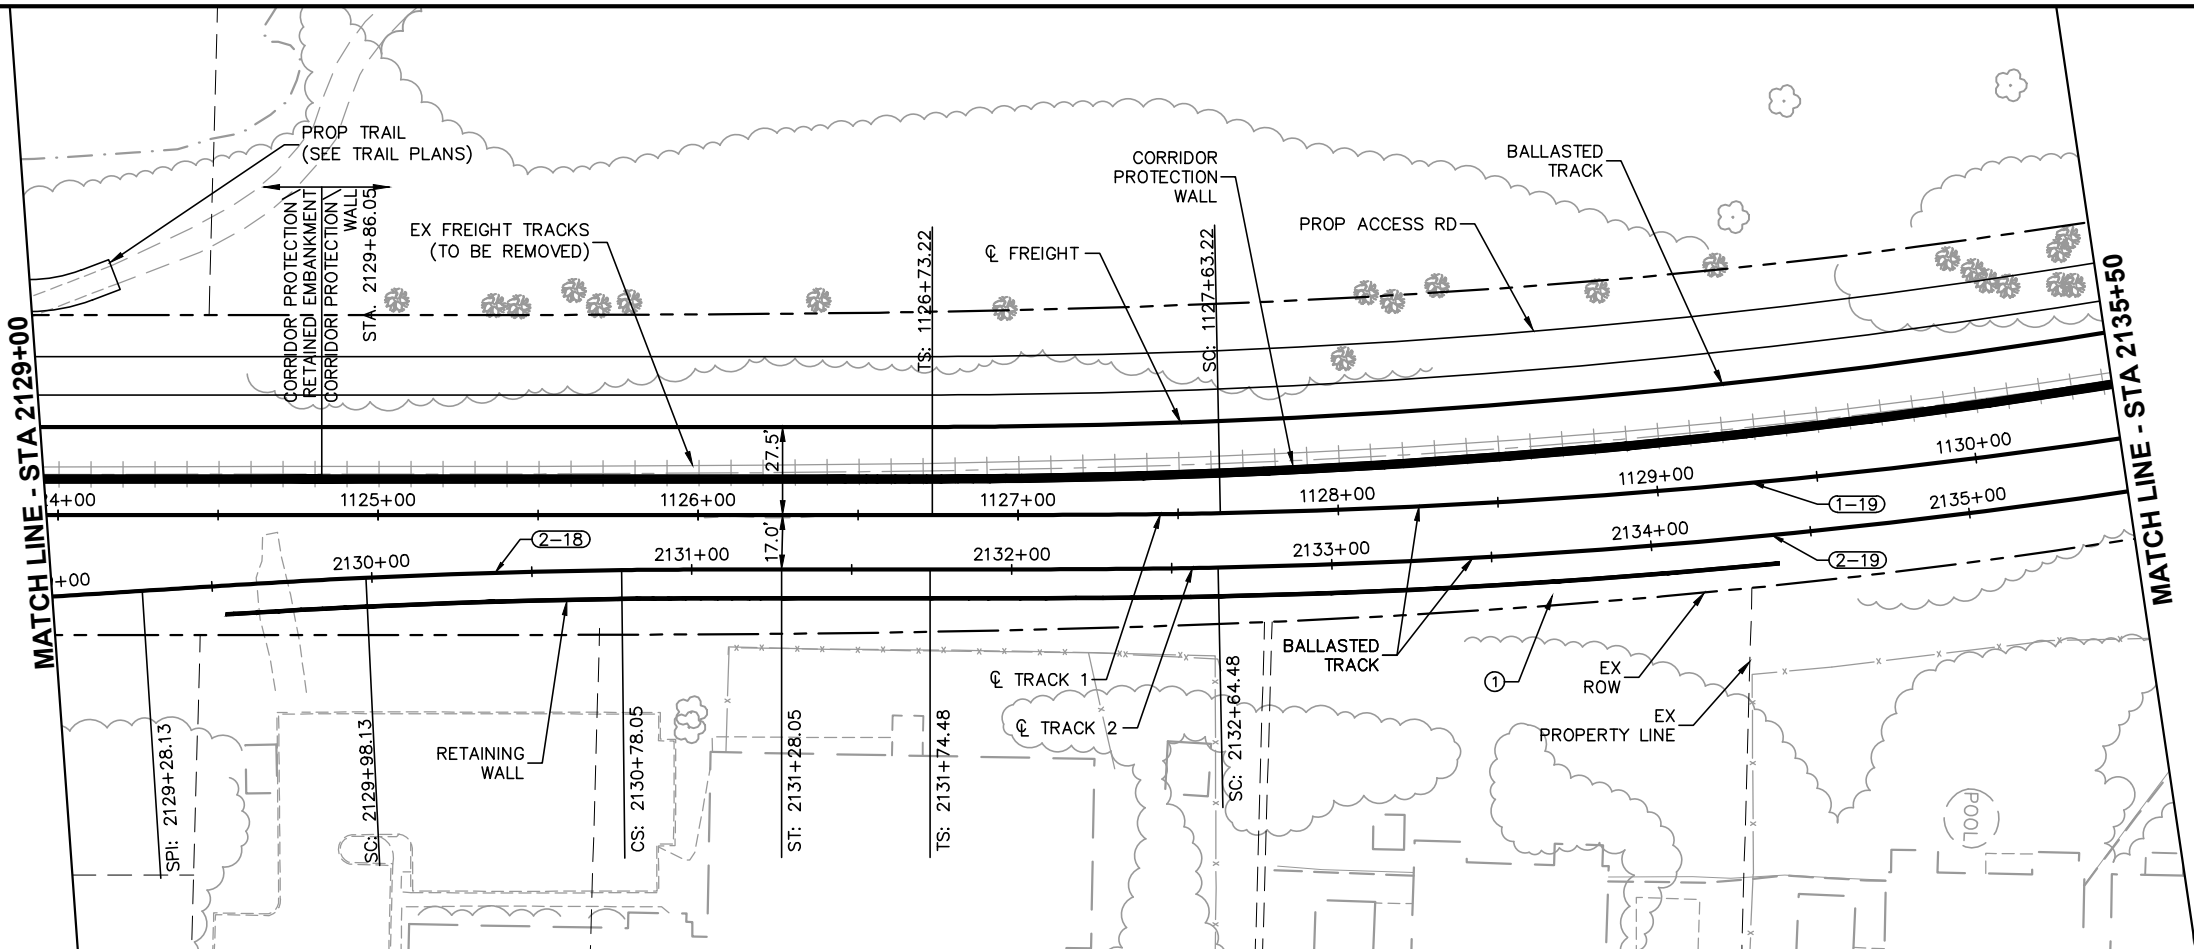 MATCH LINE - STA 2129+00
PROP TRAIL
(SEE TRAIL PLANS)
CORRIDOR PROTECTION
RETAINED EMBANKMENT
CORRIDORI PROTECTION
WALL
STA. 2129+86.05
EX FREIGHT TRACKS
(TO BE REMOVED)
TS: 1126+73.22
℄ FREIGHT
CORRIDOR
PROTECTION
WALL
SC: 1127+63.22
PROP ACCESS RD
BALLASTED
TRACK
MATCH LINE - STA 2135+50
27.5'
17.0'
24+00
1125+00
1126+00
1127+00
1128+00
1129+00
1130+00
1-19
+00
2130+00
2-18
2131+00
2132+00
2133+00
2134+00
2135+00
2-19
SPI: 2129+28.13
SC: 2129+98.13
RETAINING
WALL
CS: 2130+78.05
ST: 2131+28.05
TS: 2131+74.48
℄ TRACK 1
℄ TRACK 2
SC: 2132+64.48
BALLASTED
TRACK
1
EX
ROW
EX
PROPERTY LINE
POOL